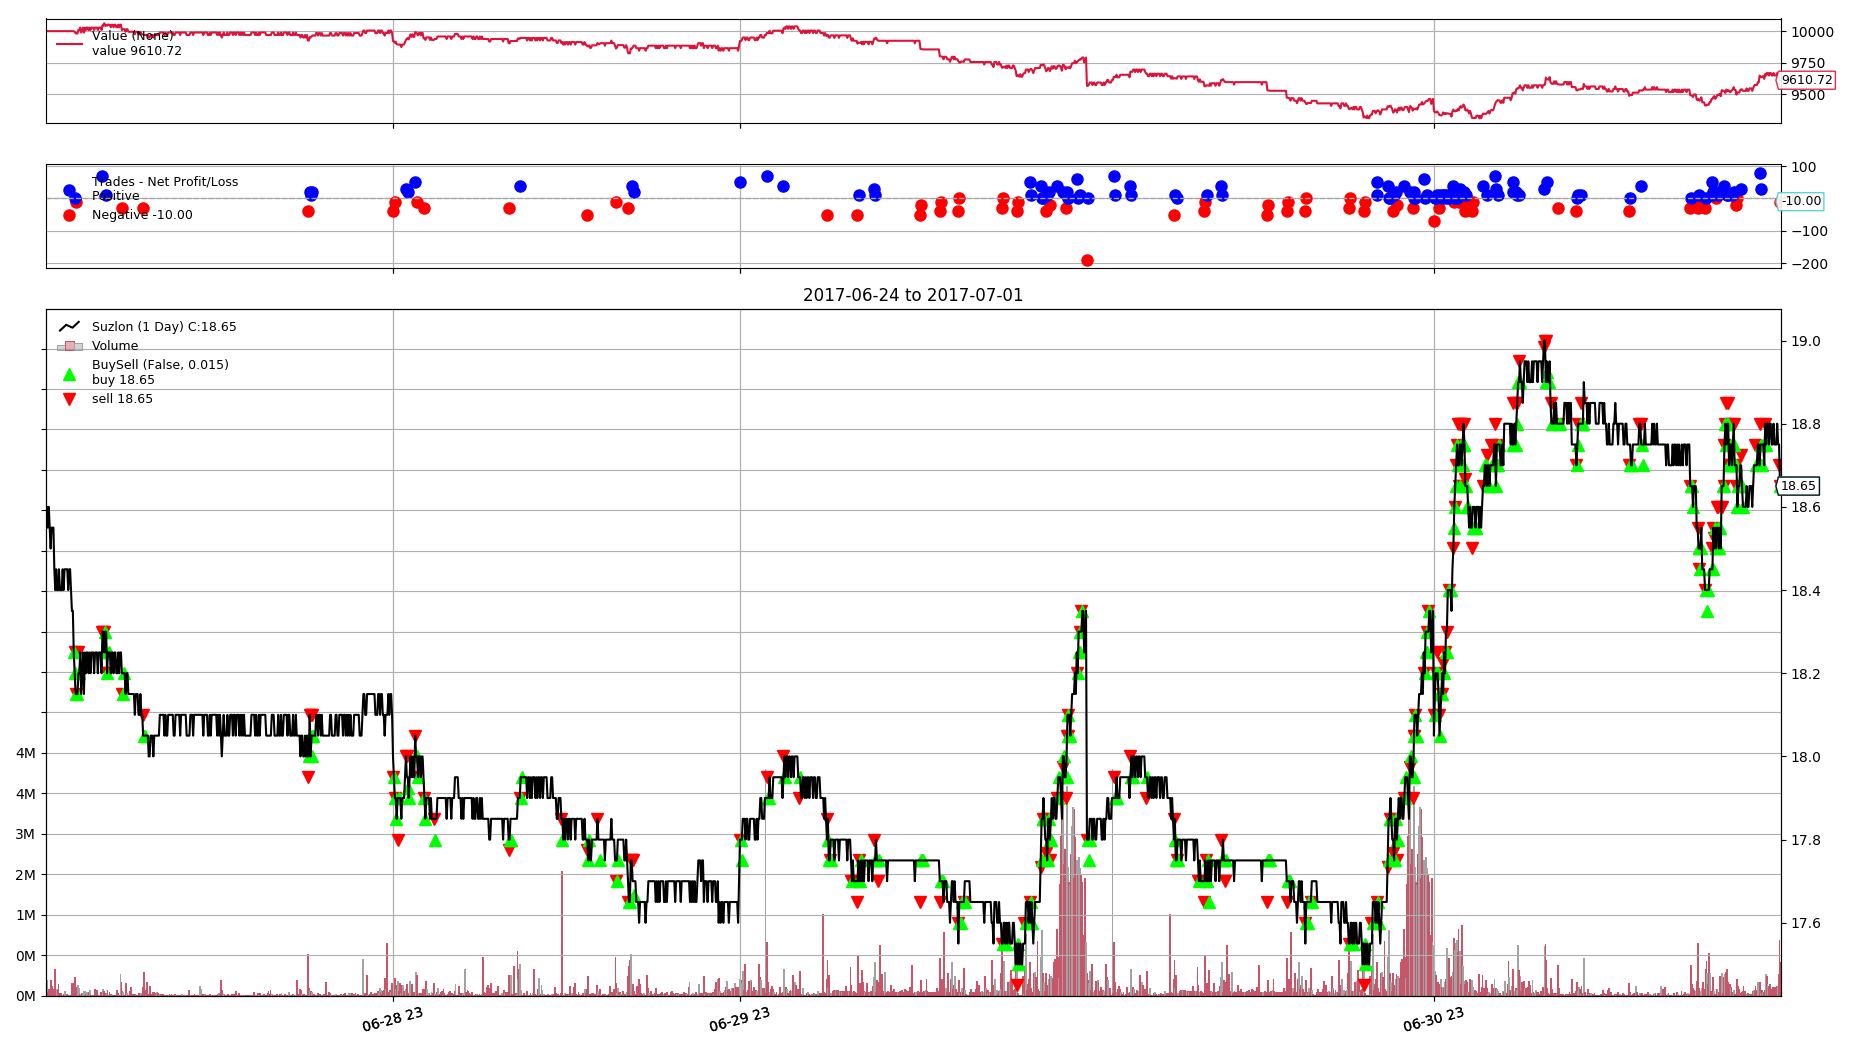 Value (None)
value 9610.72
10000
9750
9610.72
9500
Trades - Net Profit/Loss
Positive
Negative -10.00
100
-10.00
−100
−200
2017-06-24 to 2017-07-01
Suzlon (1 Day) C:18.65
Volume
BuySell (False, 0.015)
buy 18.65
sell 18.65
19.0
18.8
18.65
18.6
18.4
18.2
18.0
17.8
17.6
4M
4M
3M
2M
1M
0M
0M
06-28 23
06-29 23
06-30 23